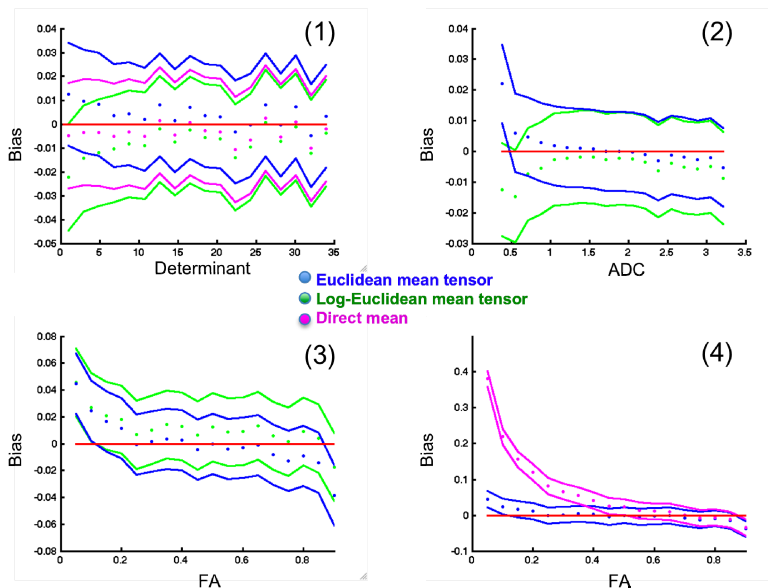 (1)
0.04
0.03
0.02
0.01
0
-0.01
-0.02
-0.03
-0.04
-0.05
0 5 10 15 20 25 30 35
Bias
Determinant
(2)
0.04
0.03
0.02
0.01
0
-0.01
-0.02
-0.03
0 0.5 1 1.5 2 2.5 3 3.5
Bias
ADC
Euclidean mean tensor
Log-Euclidean mean tensor
Direct mean
(3)
0.08
0.06
0.04
0.02
0
-0.02
-0.04
-0.06
-0.08
0 0.2 0.4 0.6 0.8
Bias
FA
(4)
0.4
0.3
0.2
0.1
0
-0.1
0 0.2 0.4 0.6 0.8
Bias
FA